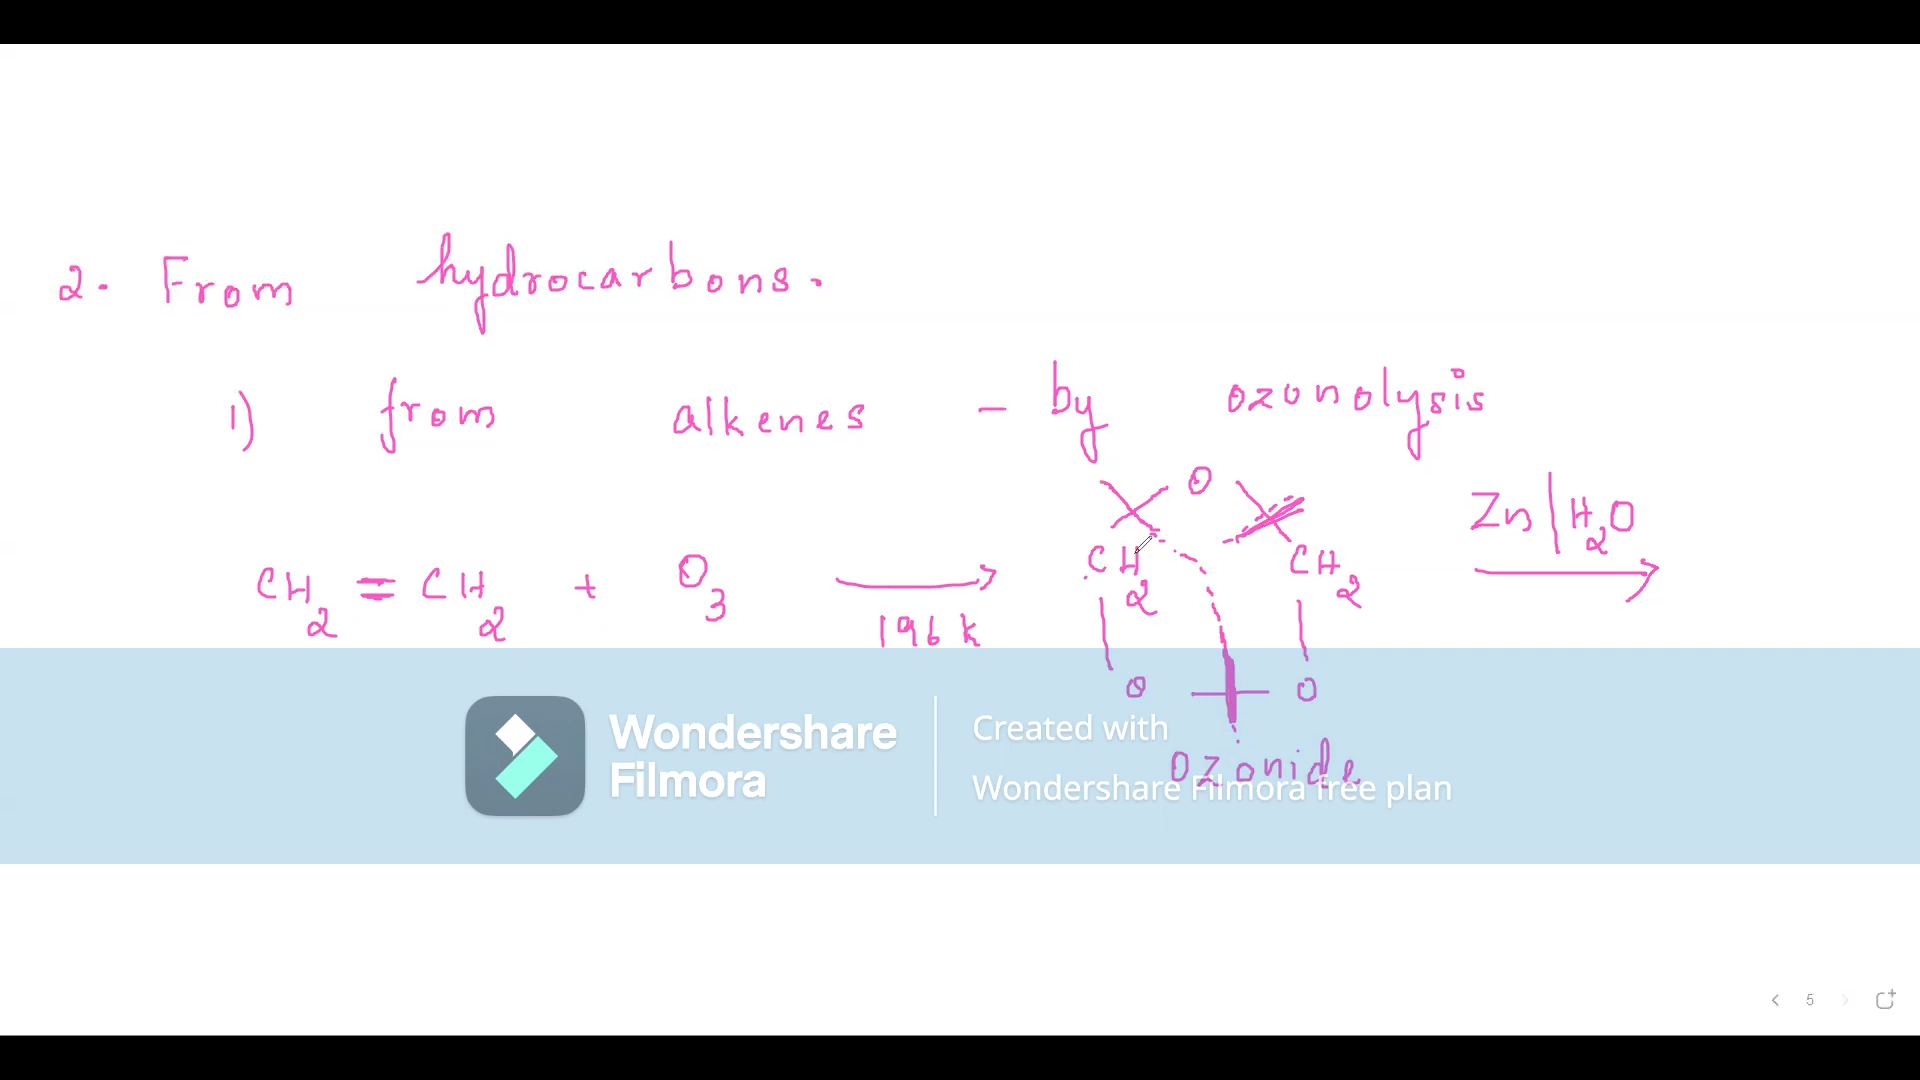 2. From hydrocarbons.
1) from alkenes - by ozonolysis
O
Zn | H2O
CH2 = CH2 + O3 → CH2 CH2 →
196 k
O — O
Ozonide
Wondershare Filmora
Created with
Wondershare Filmora free plan
5